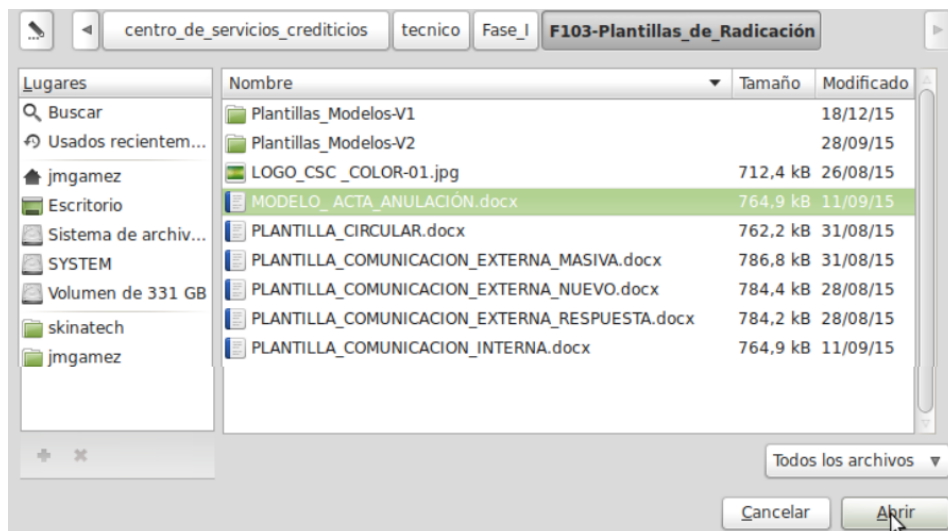 centro_de_servicios_crediticios tecnico Fase_I F103-Plantillas_de_Radicación
Lugares Nombre Tamaño Modificado
Buscar Plantillas_Modelos-V1 18/12/15
Usados recientem... Plantillas_Modelos-V2 28/09/15
LOGO_CSC _COLOR-01.jpg 712,4 kB 26/08/15
jmgamez
MODELO_ ACTA_ANULACIÓN.docx 764,9 kB 11/09/15
Escritorio
Sistema de archiv... PLANTILLA_CIRCULAR.docx 762,2 kB 31/08/15
SYSTEM PLANTILLA_COMUNICACION_EXTERNA_MASIVA.docx 786,8 kB 31/08/15
Volumen de 331 GB PLANTILLA_COMUNICACION_EXTERNA_NUEVO.docx 784,4 kB 28/08/15
skinatech PLANTILLA_COMUNICACION_EXTERNA_RESPUESTA.docx 784,2 kB 28/08/15
jmgamez PLANTILLA_COMUNICACION_INTERNA.docx 764,9 kB 11/09/15
Todos los archivos
Cancelar Abrir